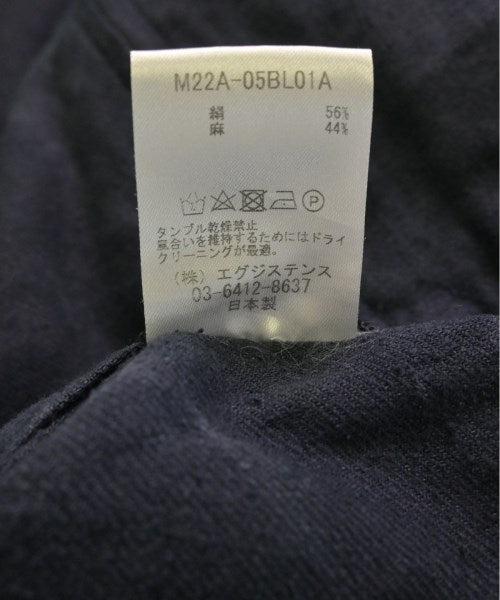 M22A-05BL01A
絹 56%
麻 44%
タンブル乾燥禁止
風合いを維持するためにはドライ
クリーニングが最適。
(株) エグジステンス
03-6412-8637
日本製